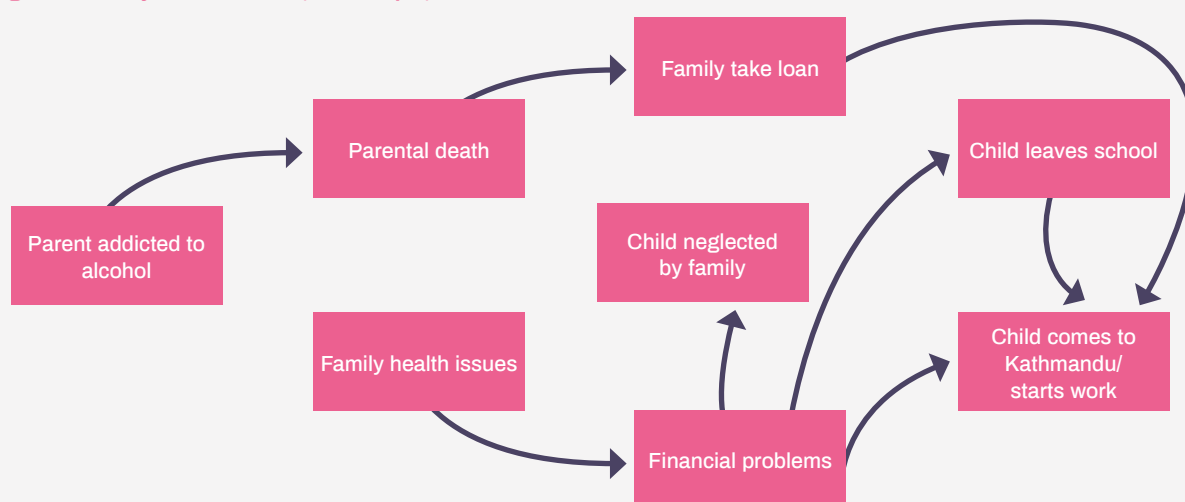 Family take loan
Parental death
Child leaves school
Parent addicted to
alcohol
Child neglected
by family
Family health issues
Child comes to
Kathmandu/
starts work
Financial problems